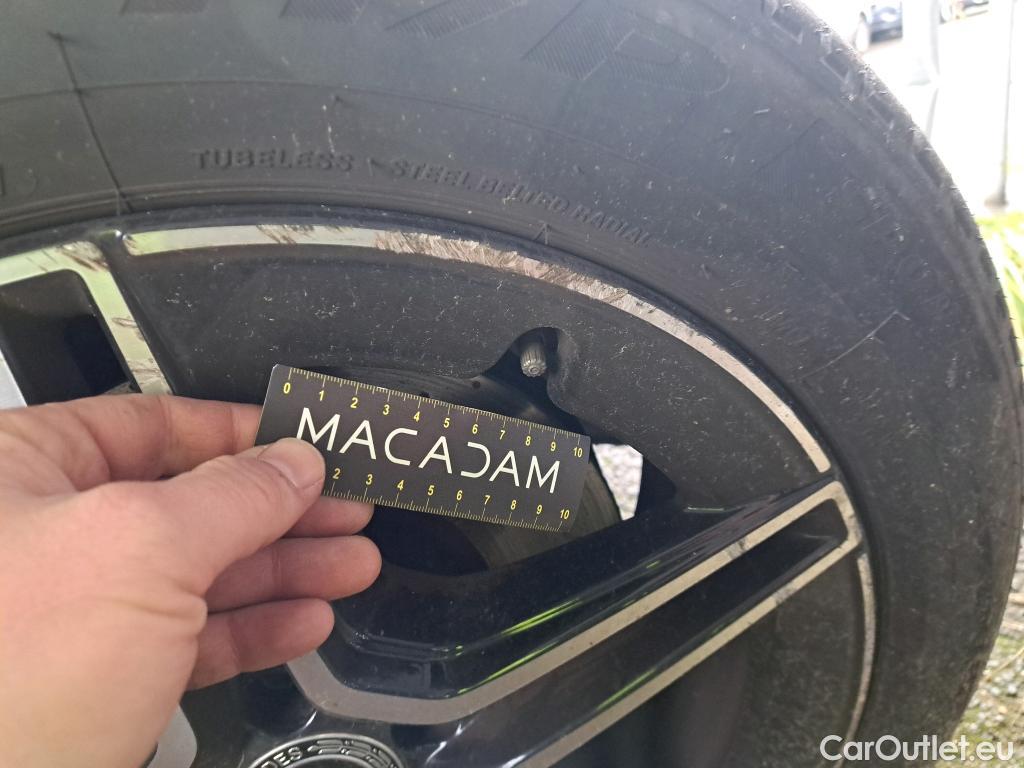 TUBELESS STEEL BELTED RADIAL
0 1 2 3 4 5 6 7 8 9 10
MACADAM
2 3 4 5 6 7 8 9 10
DES
CarOutlet.eu